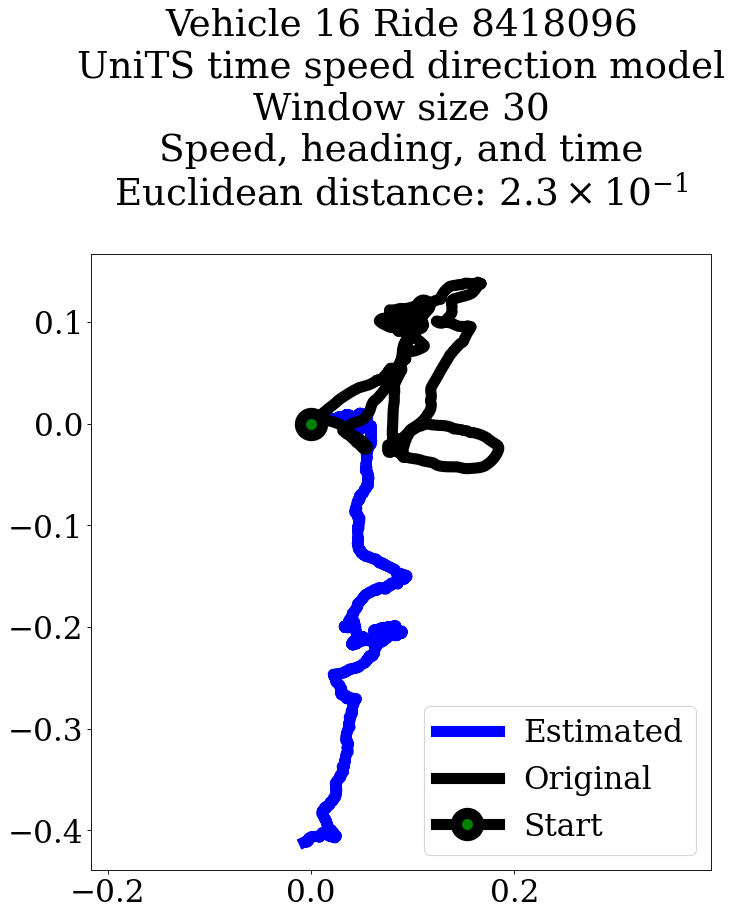 Vehicle 16 Ride 8418096
UniTS time speed direction model
Window size 30
Speed, heading, and time
Euclidean distance: 2.3 × 10⁻¹
0.1
0.0
−0.1
−0.2
−0.3
−0.4
−0.2
0.0
0.2
Estimated
Original
Start